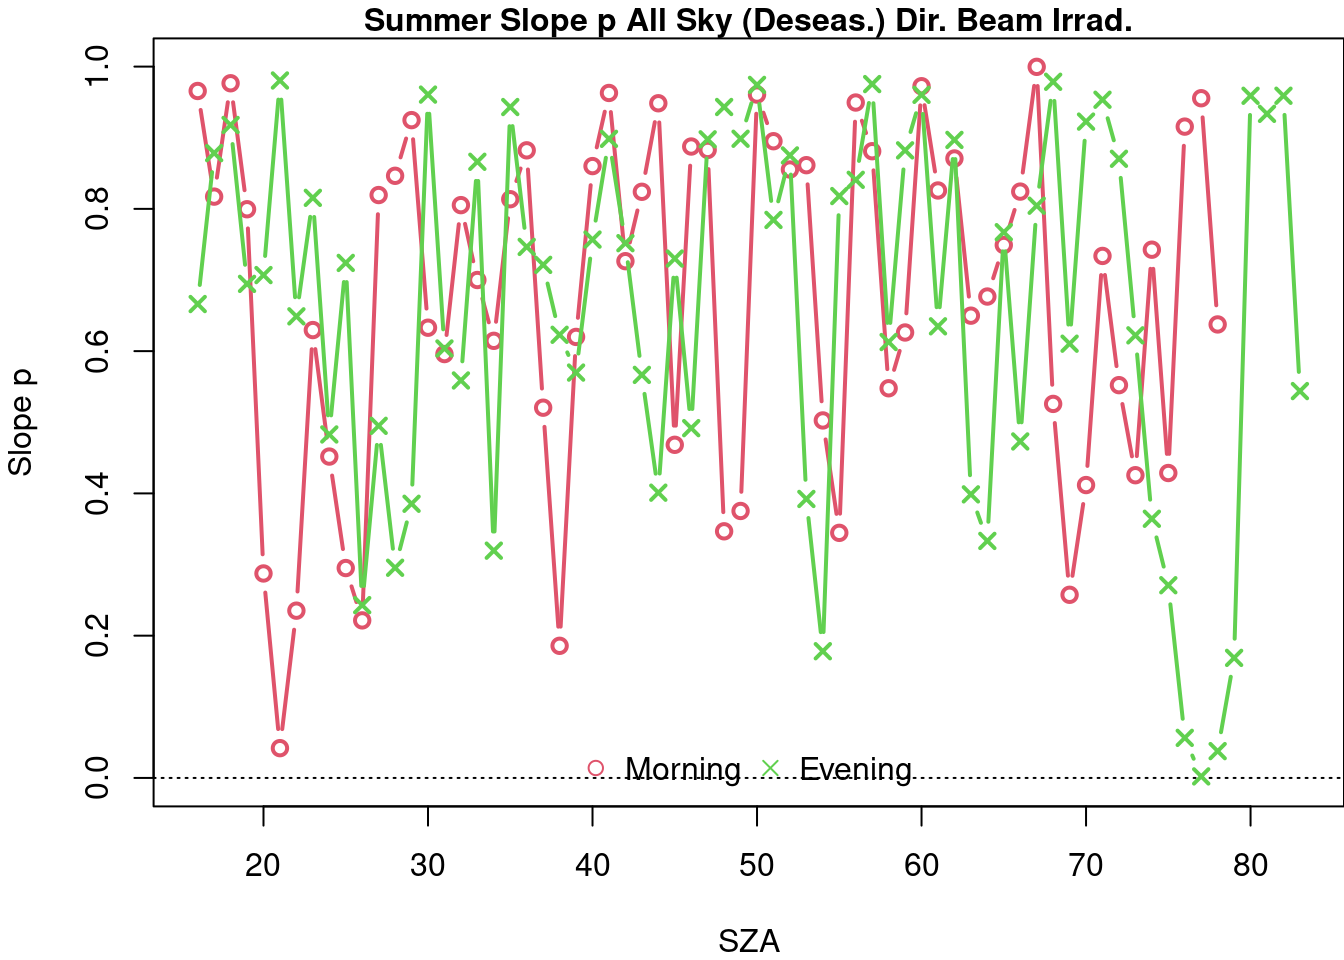 Summer Slope p All Sky (Deseas.) Dir. Beam Irrad.
Slope p
1.0
0.8
0.6
0.4
0.2
0.0
Morning
Evening
20 30 40 50 60 70 80
SZA